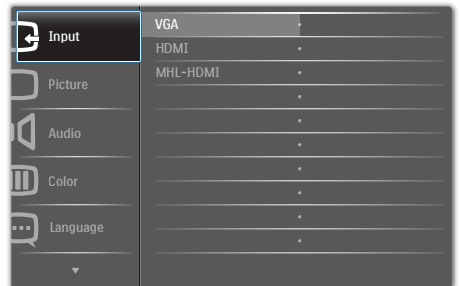 Input
Picture
Audio
Color
Language
VGA
HDMI
MHL-HDMI